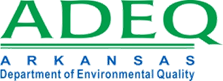 ADEQ
ARKANSAS
Department of Environmental Quality